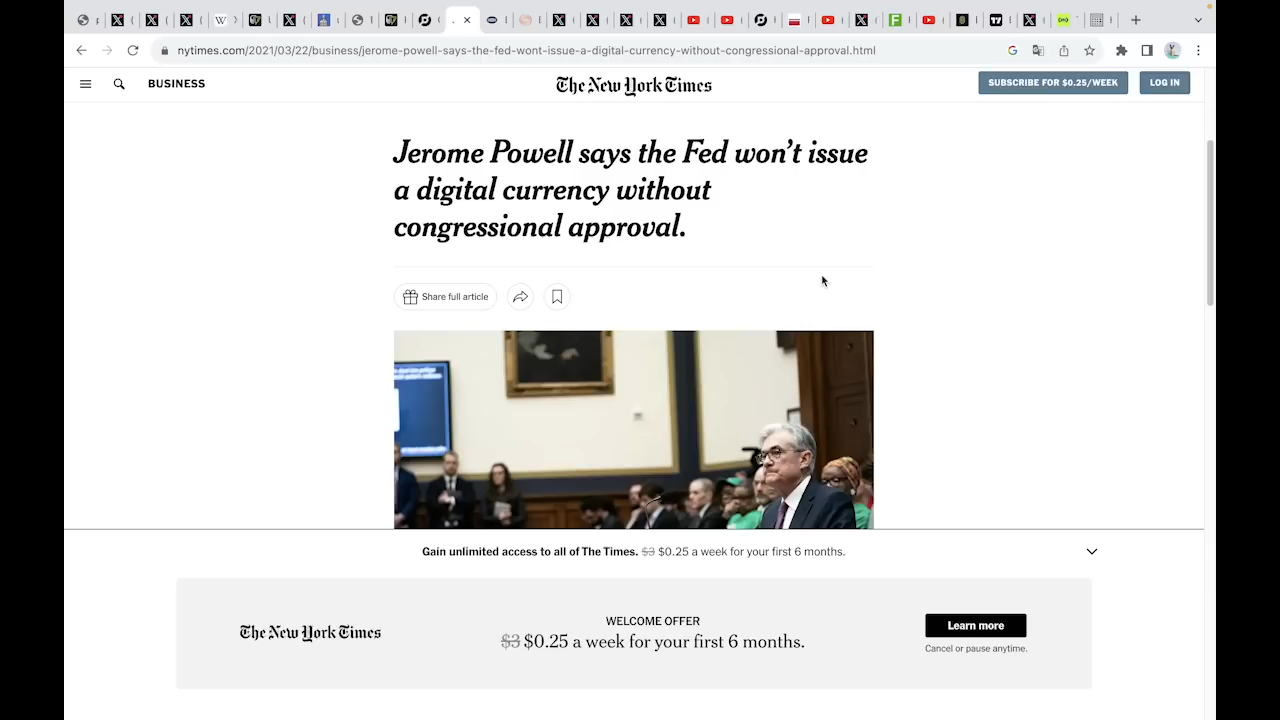 nytimes.com/2021/03/22/business/jerome-powell-says-the-fed-wont-issue-a-digital-currency-without-congressional-approval.html
BUSINESS
The New York Times
SUBSCRIBE FOR $0.25/WEEK
LOG IN
Jerome Powell says the Fed won’t issue
a digital currency without
congressional approval.
Share full article
Gain unlimited access to all of The Times. $3 $0.25 a week for your first 6 months.
The New York Times
WELCOME OFFER
$3 $0.25 a week for your first 6 months.
Learn more
Cancel or pause anytime.